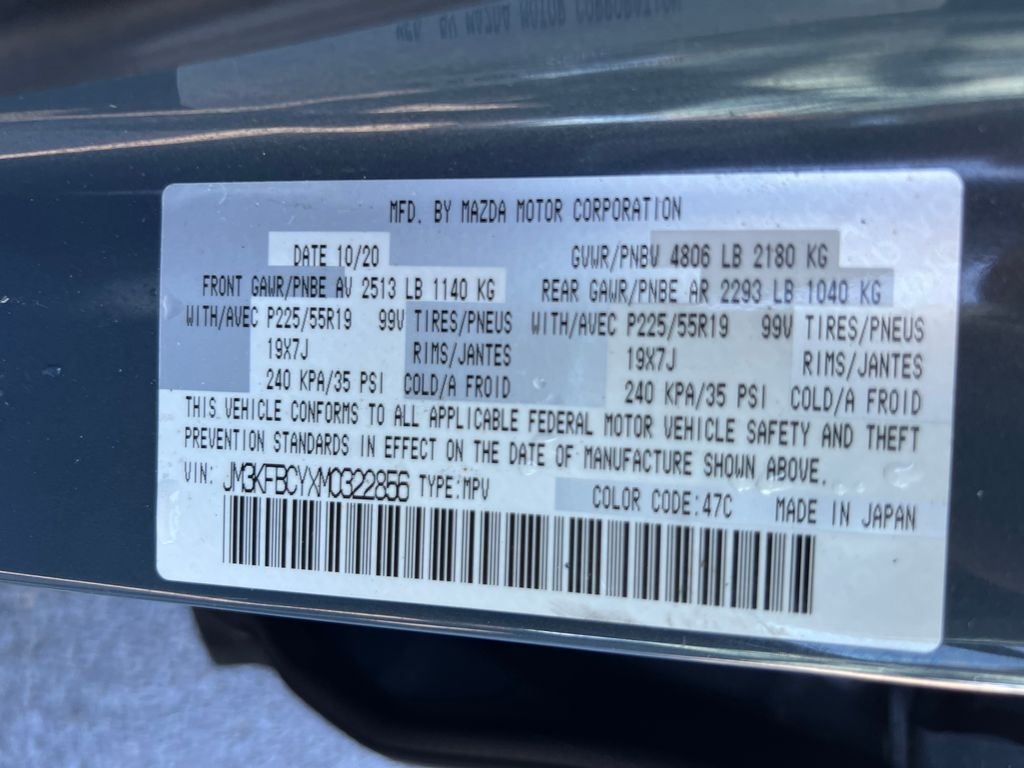 MFD. BY MAZDA MOTOR CORPORATION
DATE 10/20 GVWR/PNBV 4806 LB 2180 KG
FRONT GAWR/PNBE AV 2513 LB 1140 KG REAR GAWR/PNBE AR 2293 LB 1040 KG
WITH/AVEC P225/55R19 99V TIRES/PNEUS WITH/AVEC P225/55R19 99V TIRES/PNEUS
19X7J RIMS/JANTES 19X7J RIMS/JANTES
240 KPA/35 PSI COLD/A FROID 240 KPA/35 PSI COLD/A FROID
THIS VEHICLE CONFORMS TO ALL APPLICABLE FEDERAL MOTOR VEHICLE SAFETY AND THEFT
PREVENTION STANDARDS IN EFFECT ON THE DATE OF MANUFACTURE SHOWN ABOVE.
VIN: JM3KFBCYXM0322856 TYPE:MPV COLOR CODE:47C MADE IN JAPAN